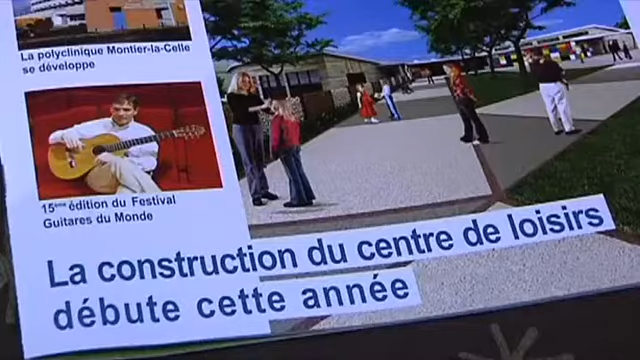 La polyclinique Montier-la-Celle
se développe
15ème édition du Festival
Guitares du Monde
La construction du centre de loisirs
débute cette année